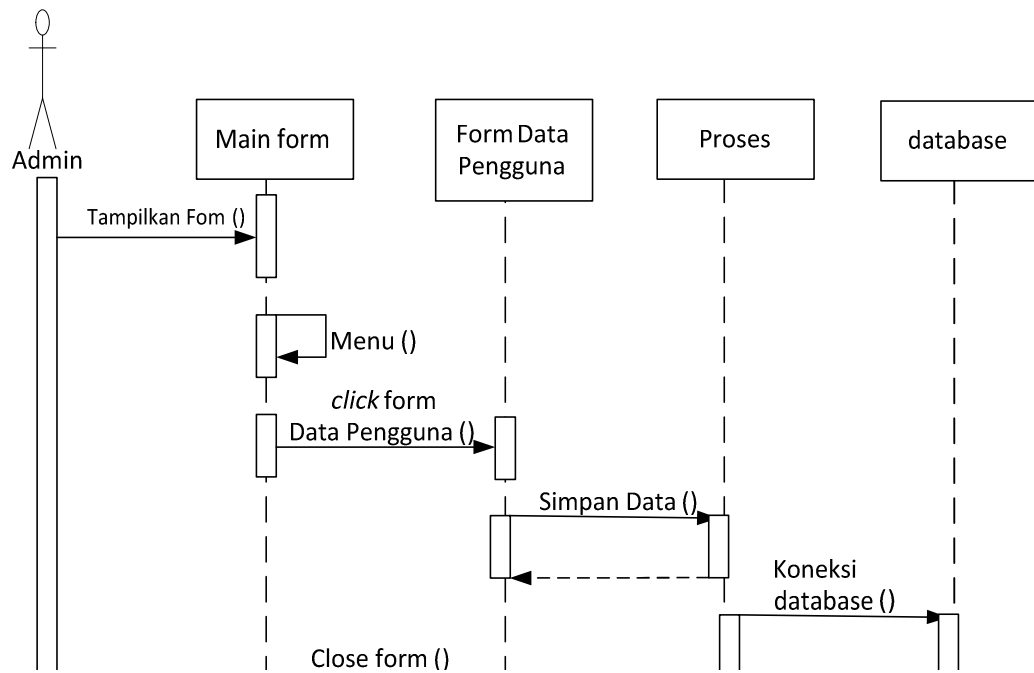 Admin
Main form
Form Data
Pengguna
Proses
database
Tampilkan Fom ()
Menu ()
click form
Data Pengguna ()
Simpan Data ()
Koneksi
database ()
Close form ()